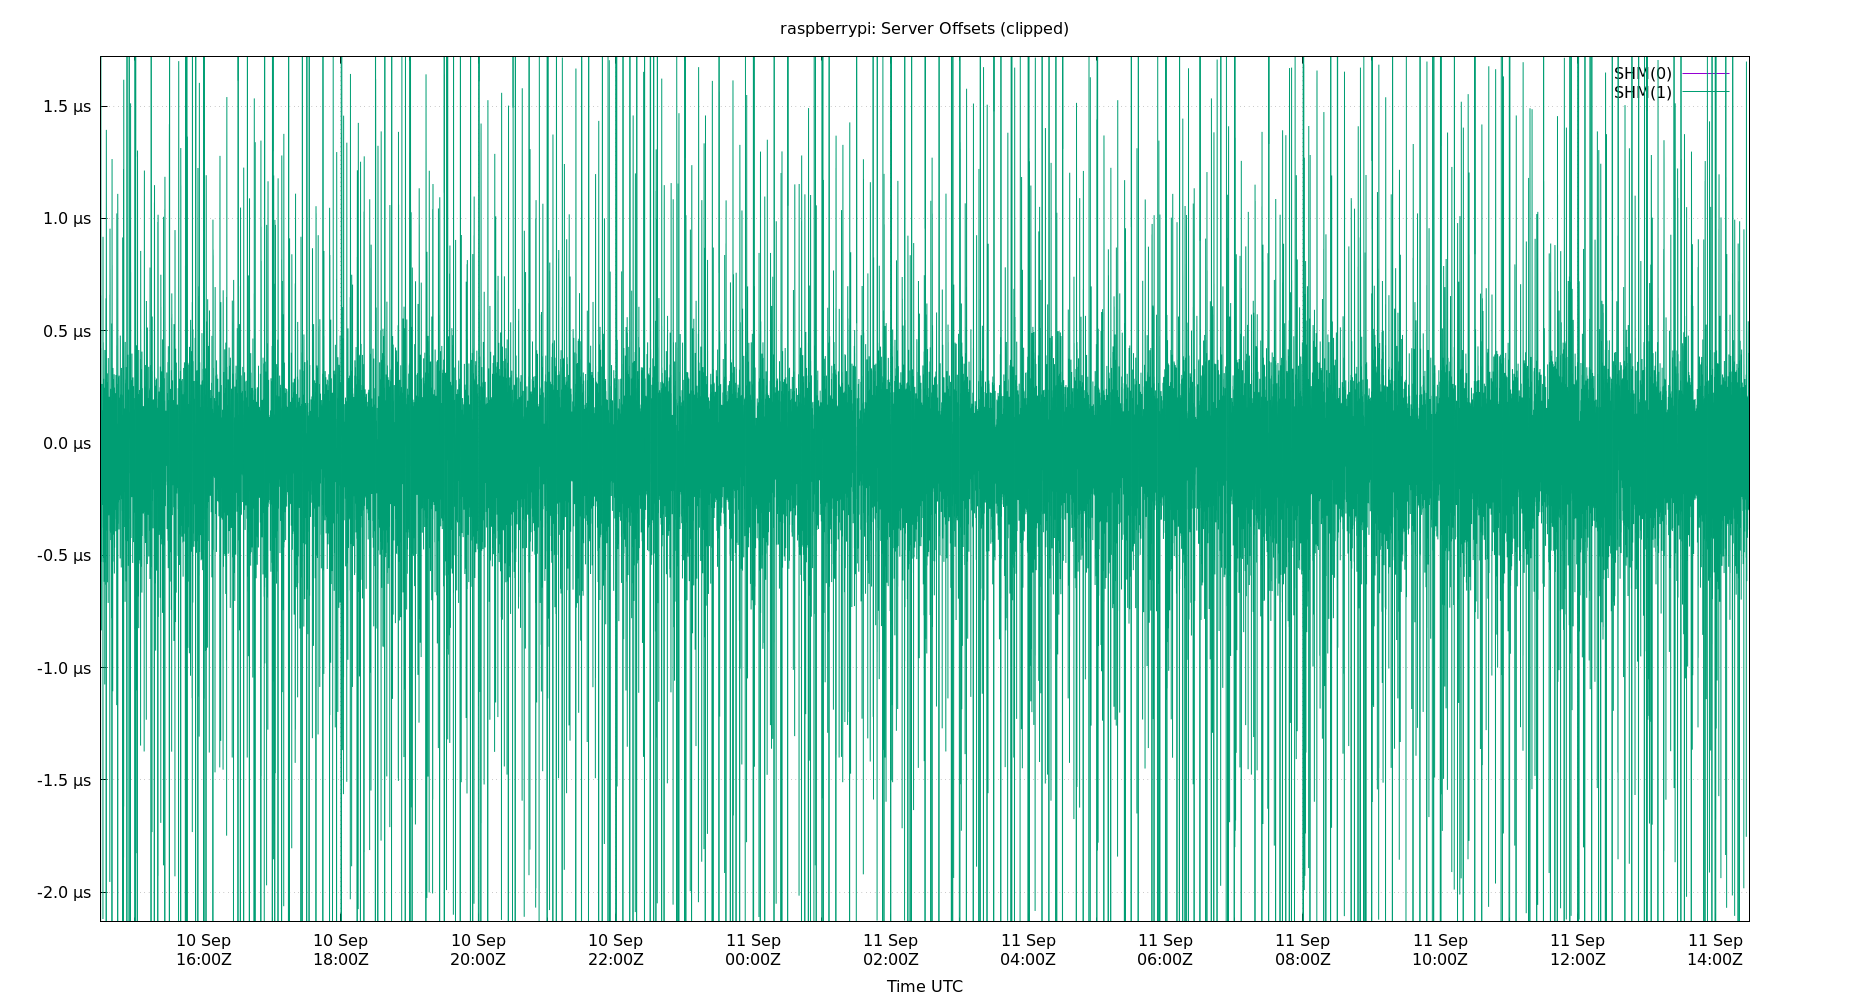 raspberrypi: Server Offsets (clipped)
SHM(0)
SHM(1)
1.5 µs
1.0 µs
0.5 µs
0.0 µs
-0.5 µs
-1.0 µs
-1.5 µs
-2.0 µs
10 Sep 10 Sep 10 Sep 10 Sep 11 Sep 11 Sep 11 Sep 11 Sep 11 Sep 11 Sep 11 Sep 11 Sep
16:00Z 18:00Z 20:00Z 22:00Z 00:00Z 02:00Z 04:00Z 06:00Z 08:00Z 10:00Z 12:00Z 14:00Z
Time UTC